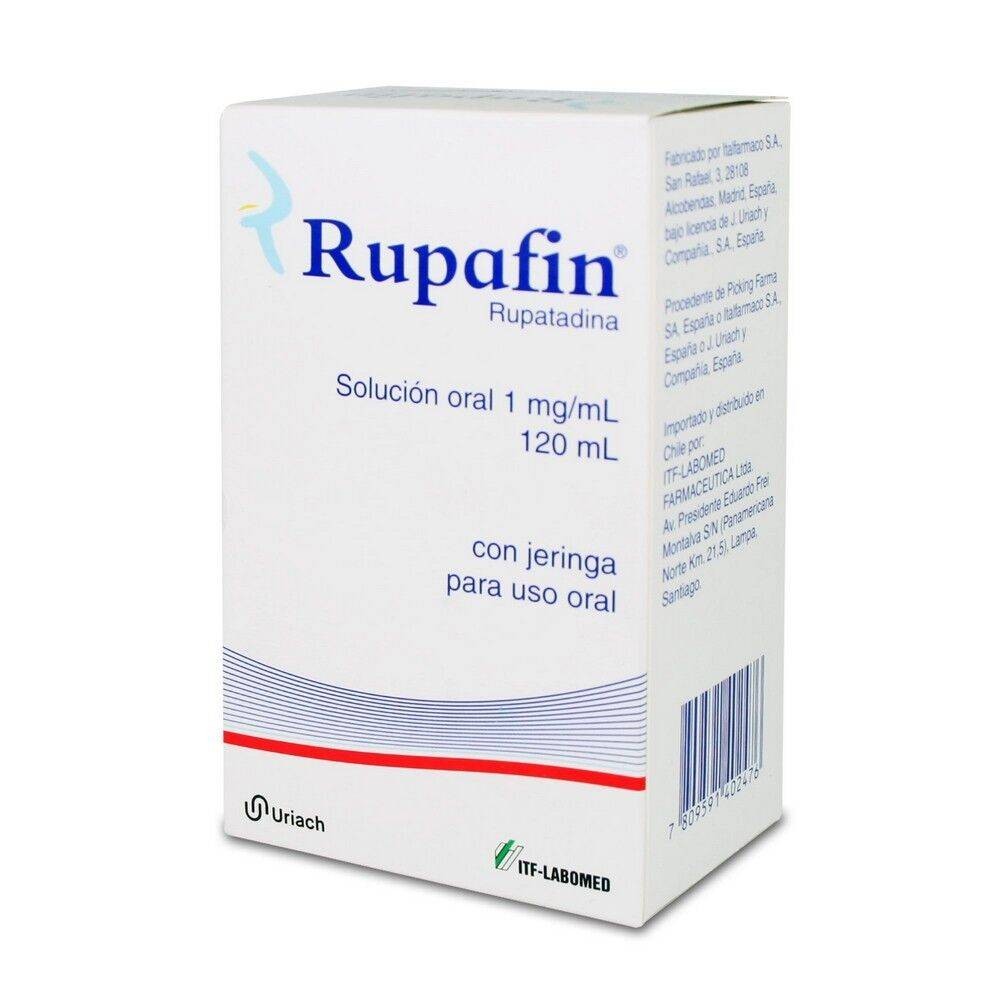 Rupafin®
Rupatadina
Solución oral 1 mg/mL
120 mL
con jeringa
para uso oral
Uriach
ITF-LABOMED
Fabricado por Italfarmaco S.A.,
San Rafael, 3, 28108
Alcobendas, Madrid, España,
bajo licencia de J. Uriach y
Compañía., S.A., España.
Procedente de Picking Farma
SA, España o Italfarmaco S.A.,
España o J. Uriach y
Compañía, España.
Importado y distribuido en
Chile por:
ITF-LABOMED
FARMACEUTICA Ltda.
Av. Presidente Eduardo Frei
Montalva S/N (Panamericana
Norte Km. 21,5), Lampa,
Santiago.
7 809591 402476